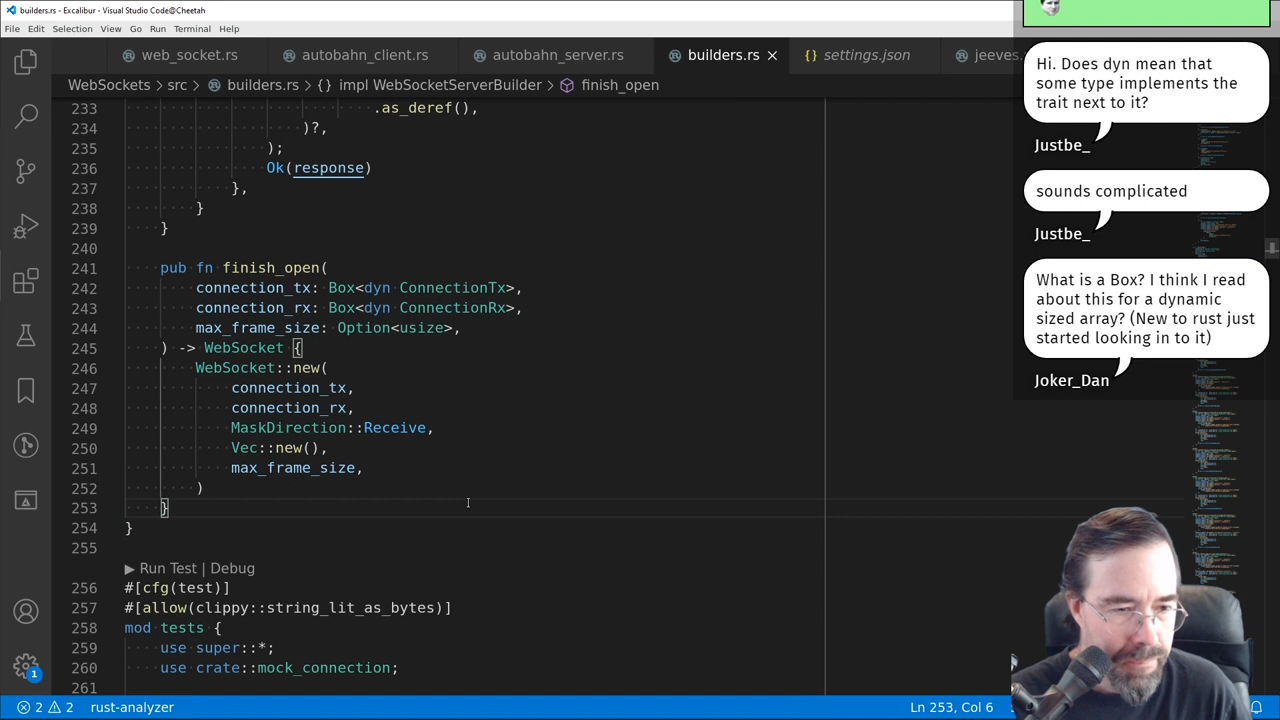 builders.rs - Excalibur - Visual Studio Code@Cheetah
File Edit Selection View Go Run Terminal Help
web_socket.rs autobahn_client.rs autobahn_server.rs builders.rs settings.json jeeves.
WebSockets > src > builders.rs > {} impl WebSocketServerBuilder > finish_open
233 .as_deref(),
234 )?,
235 );
236 Ok(response)
237 },
238 }
239 }
240
241 pub fn finish_open(
242 connection_tx: Box<dyn ConnectionTx>,
243 connection_rx: Box<dyn ConnectionRx>,
244 max_frame_size: Option<usize>,
245 ) -> WebSocket {
246 WebSocket::new(
247 connection_tx,
248 connection_rx,
249 MaskDirection::Receive,
250 Vec::new(),
251 max_frame_size,
252 )
253 }
254 }
255
▶ Run Test | Debug
256 #[cfg(test)]
257 #[allow(clippy::string_lit_as_bytes)]
258 mod tests {
259 use super::*;
260 use crate::mock_connection;
261
Hi. Does dyn mean that
some type implements the
trait next to it?
Justbe_
sounds complicated
Justbe_
What is a Box? I think I read
about this for a dynamic
sized array? (New to rust just
started looking in to it)
Joker_Dan
1
2 2 rust-analyzer Ln 253, Col 6